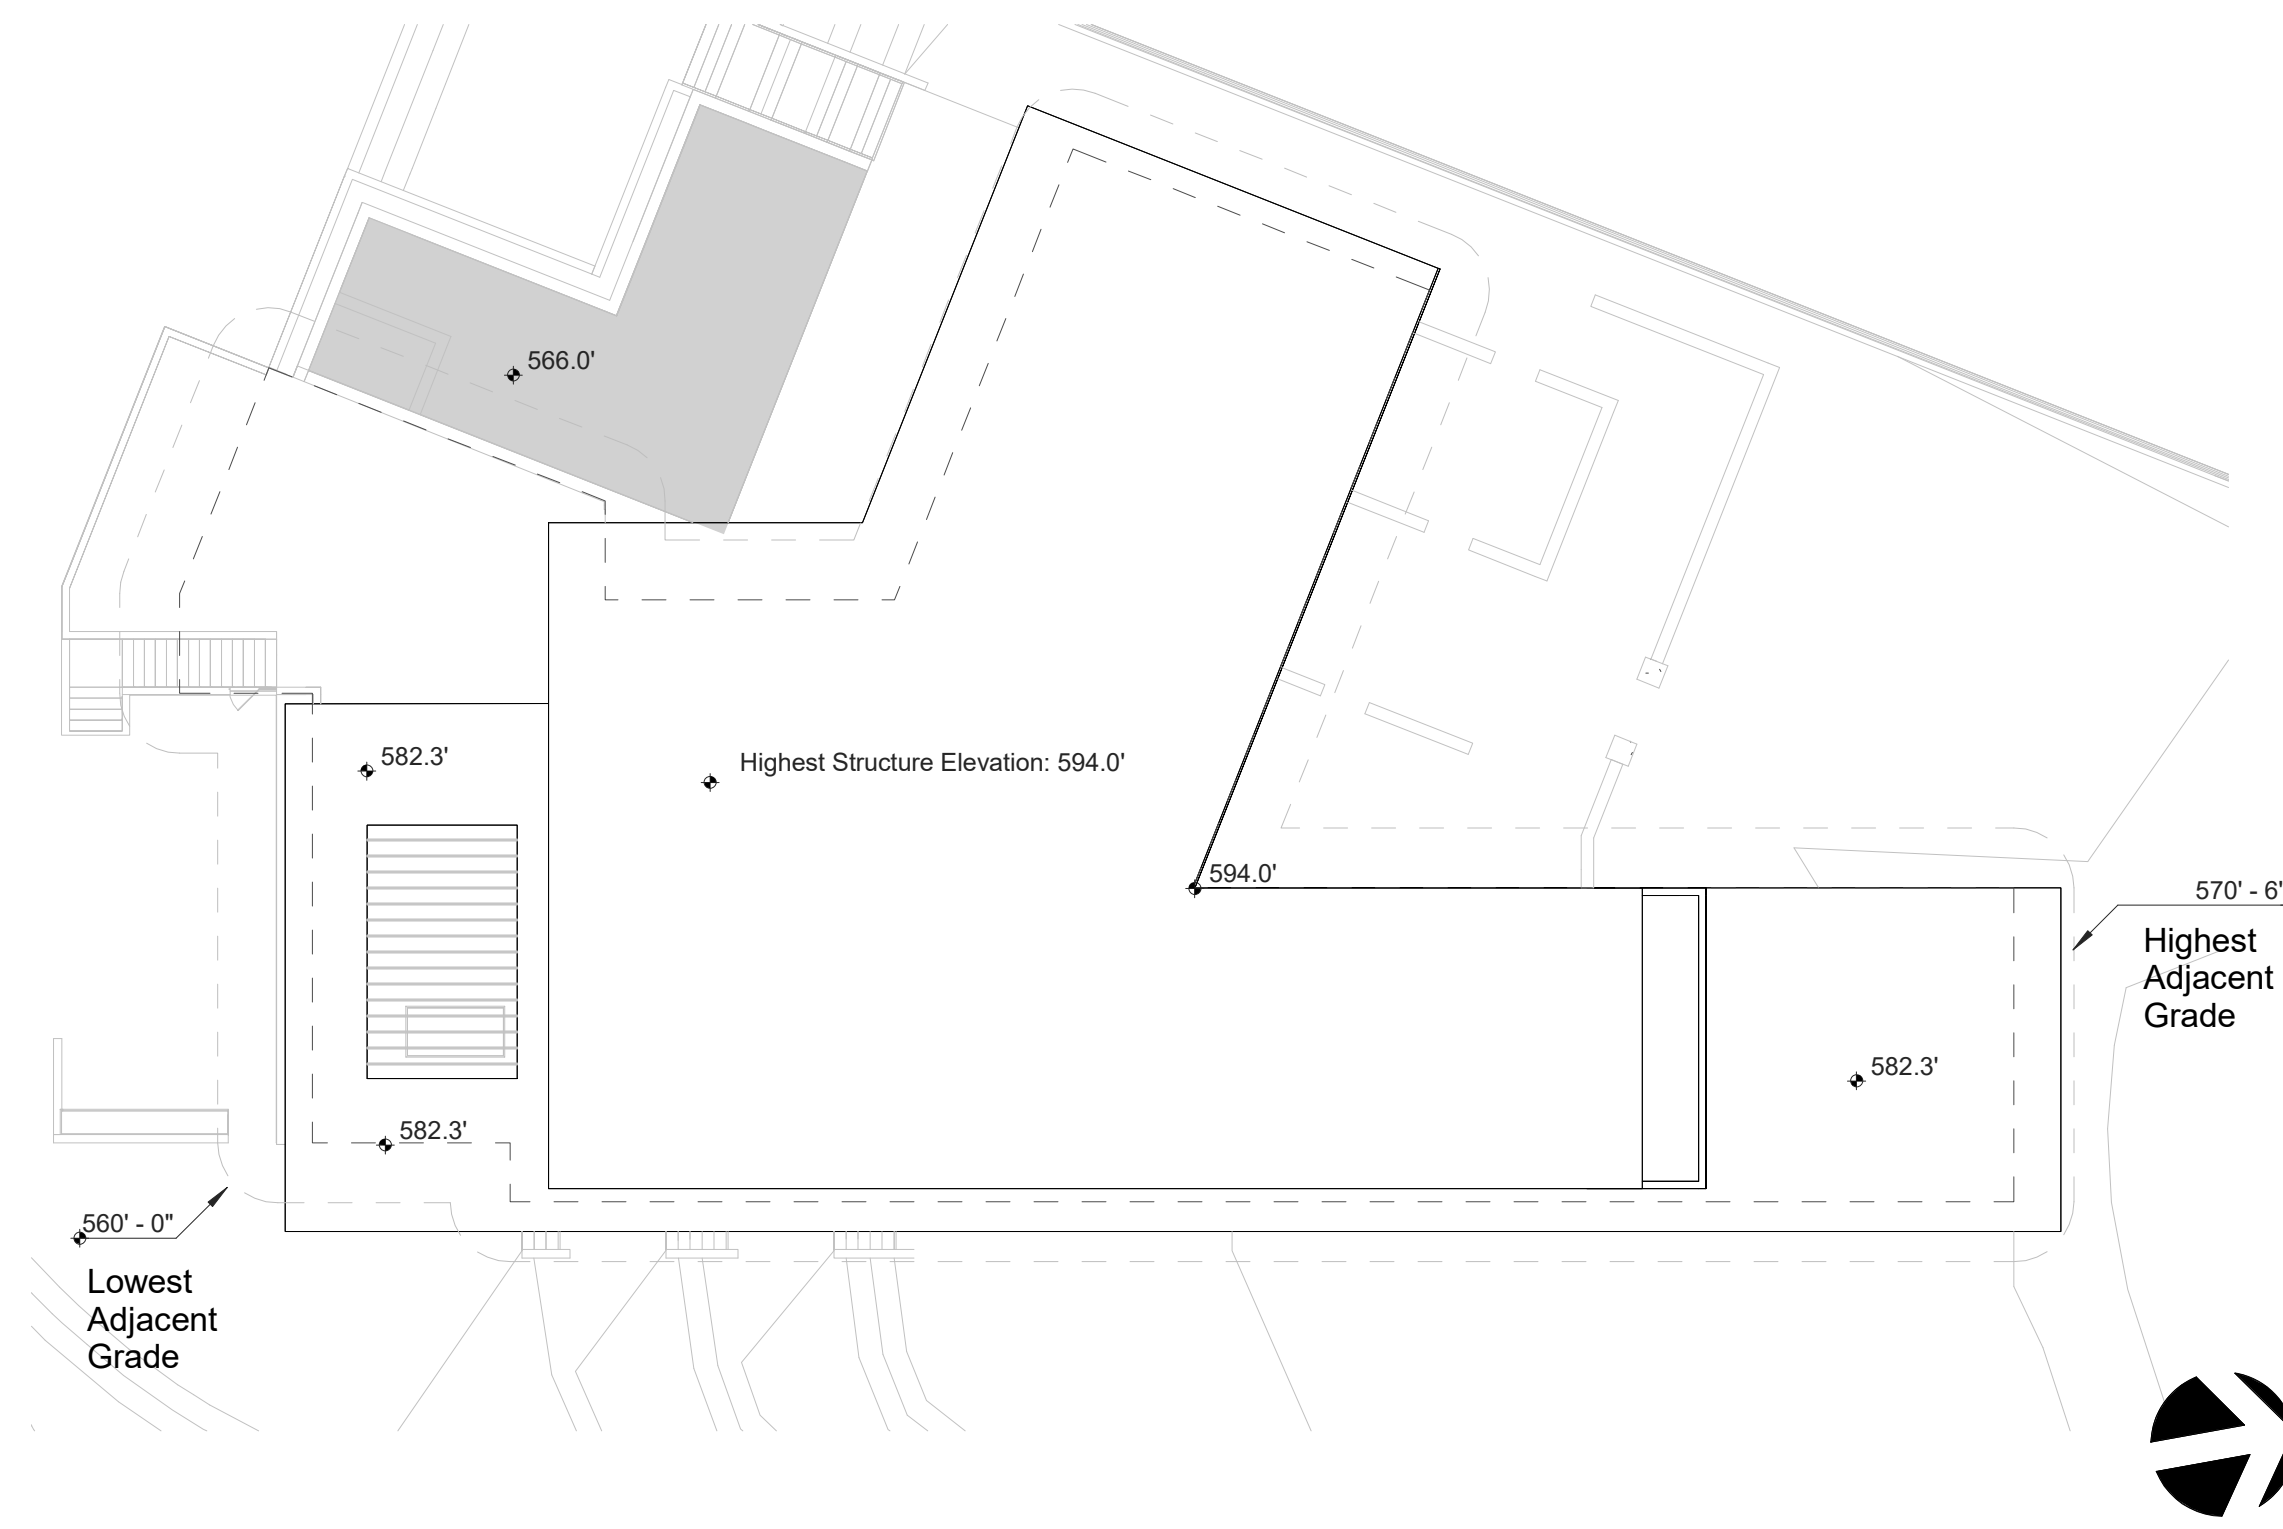 566.0'
582.3'
Highest Structure Elevation: 594.0'
594.0'
570' - 6'
Highest
Adjacent
Grade
582.3'
582.3'
560' - 0"
Lowest
Adjacent
Grade